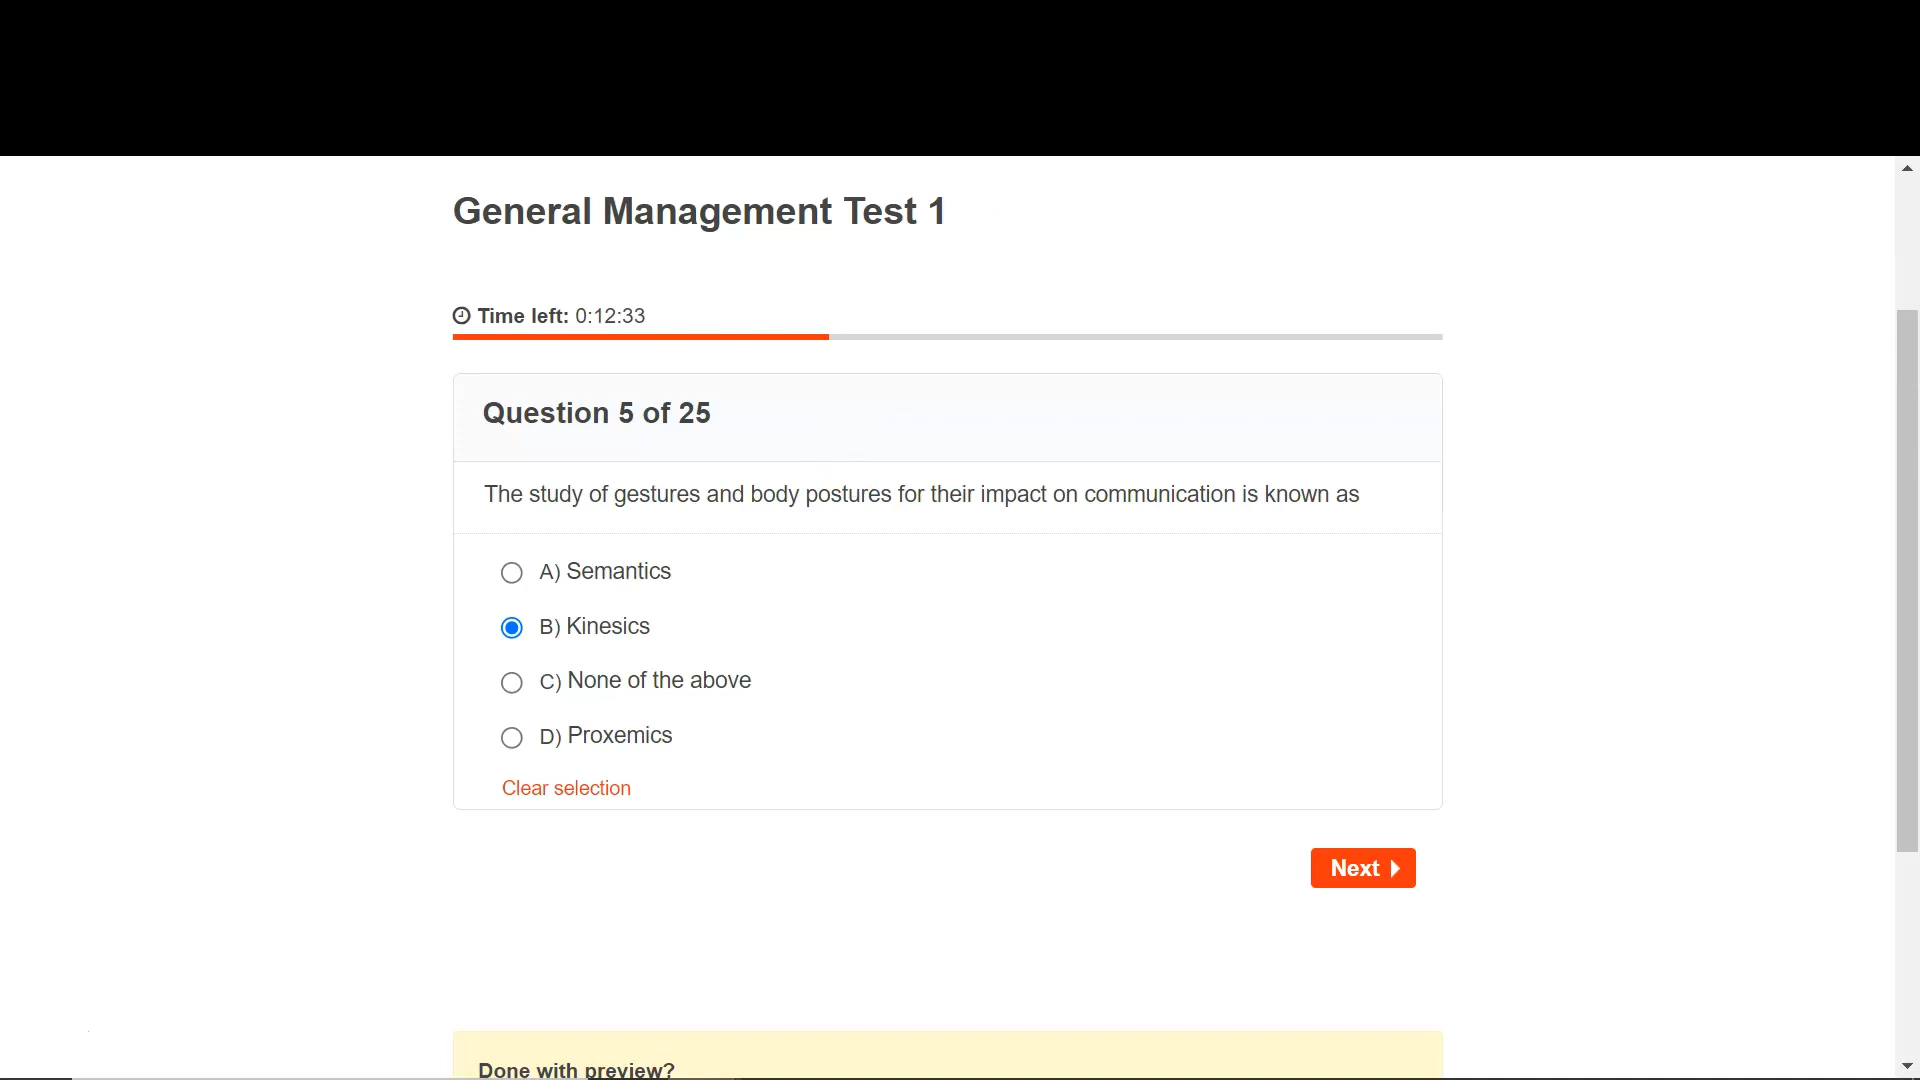 General Management Test 1
Time left: 0:12:33
Question 5 of 25
The study of gestures and body postures for their impact on communication is known as
A) Semantics
B) Kinesics
C) None of the above
D) Proxemics
Clear selection
Next
Done with preview?